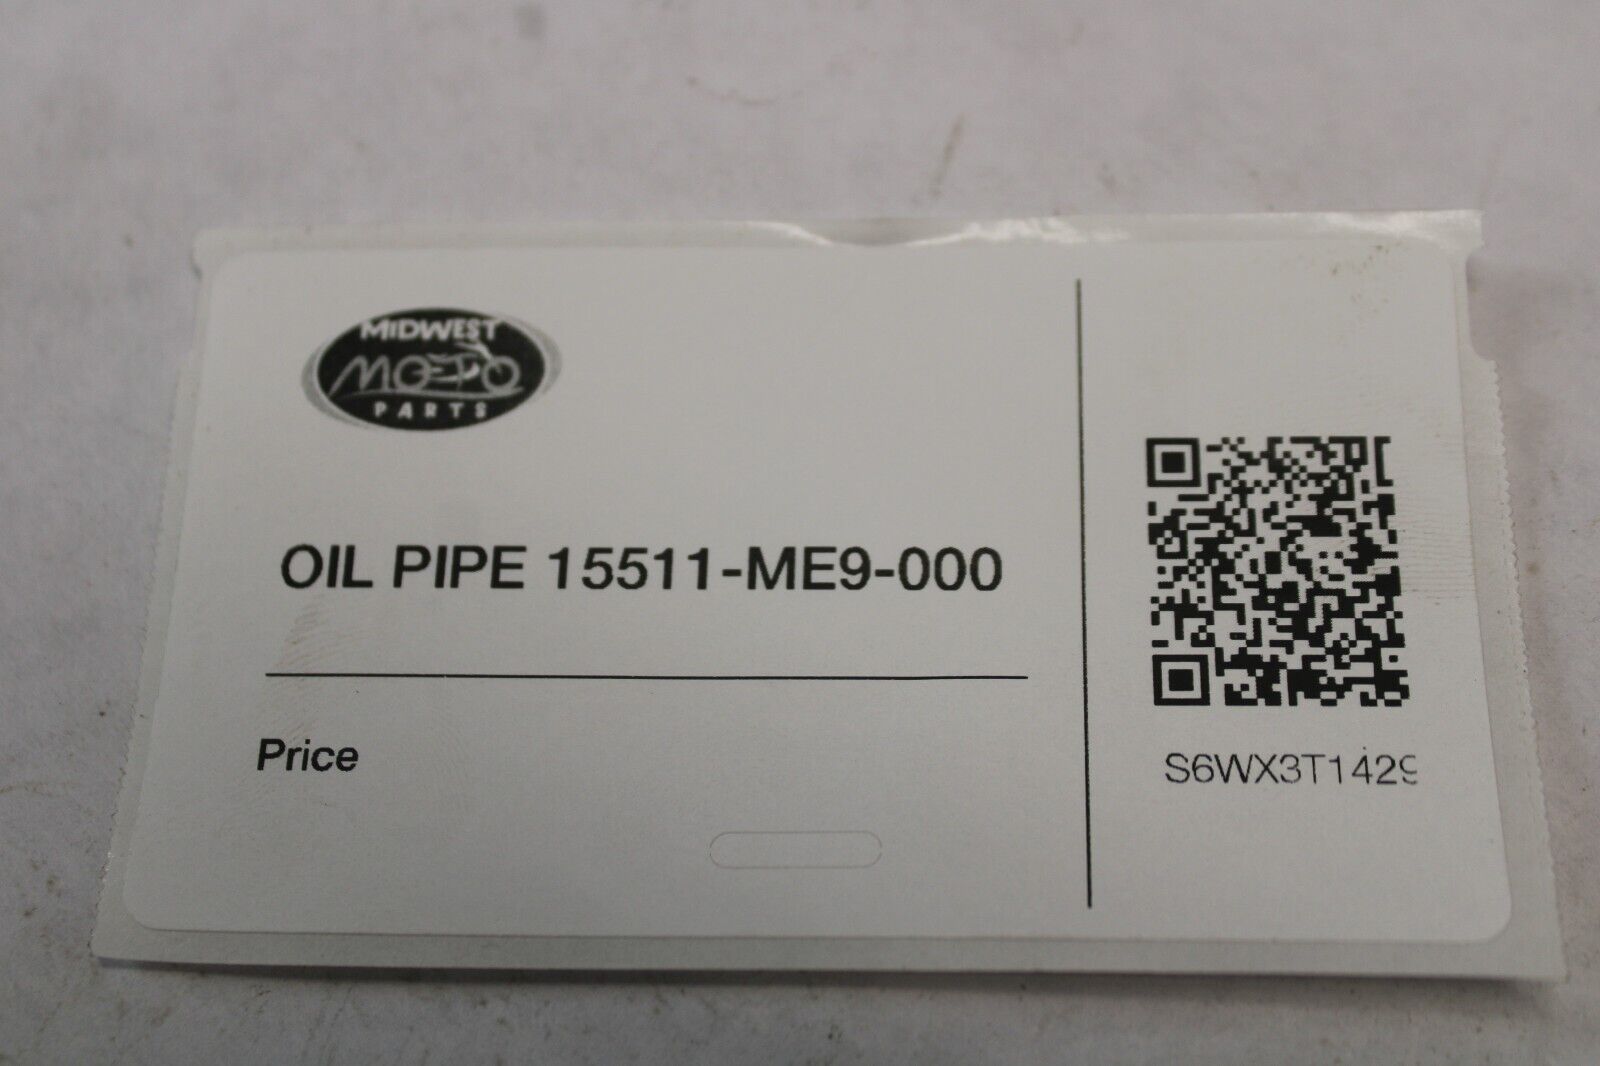 MIDWEST
MOTO
PARTS
OIL PIPE 15511-ME9-000
Price
S6WX3T1429